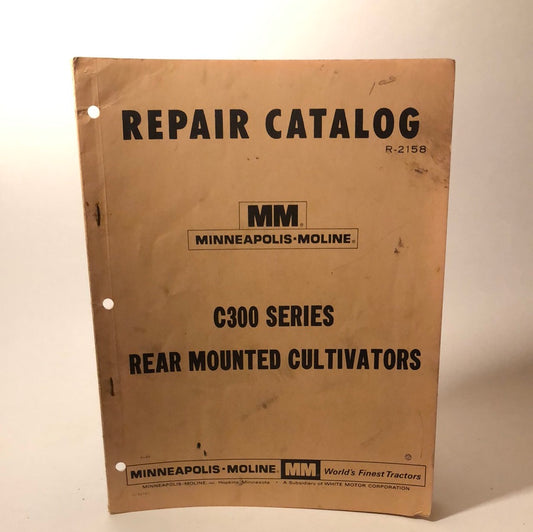 REPAIR CATALOG
R-2158
MM®
MINNEAPOLIS-MOLINE®
C300 SERIES
REAR MOUNTED CULTIVATORS
MINNEAPOLIS-MOLINE® MM® World's Finest Tractors
MINNEAPOLIS-MOLINE, INC. Hopkins, Minnesota • A Subsidiary of WHITE MOTOR CORPORATION